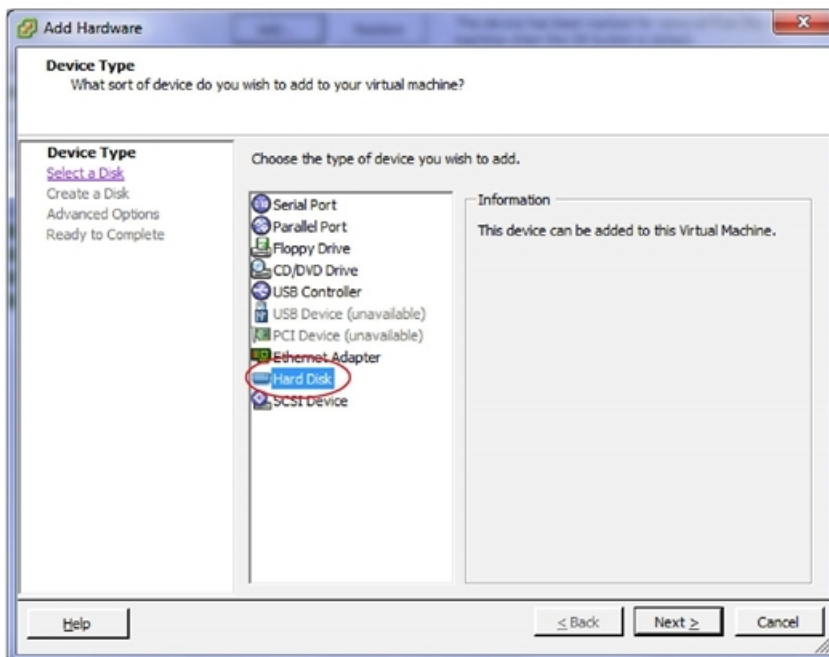 Add Hardware
Device Type
What sort of device do you wish to add to your virtual machine?
Device Type
Select a Disk
Create a Disk
Advanced Options
Ready to Complete
Choose the type of device you wish to add.
Serial Port
Parallel Port
Floppy Drive
CD/DVD Drive
USB Controller
USB Device (unavailable)
PCI Device (unavailable)
Ethernet Adapter
Hard Disk
SCSI Device
Information
This device can be added to this Virtual Machine.
Help
< Back
Next >
Cancel